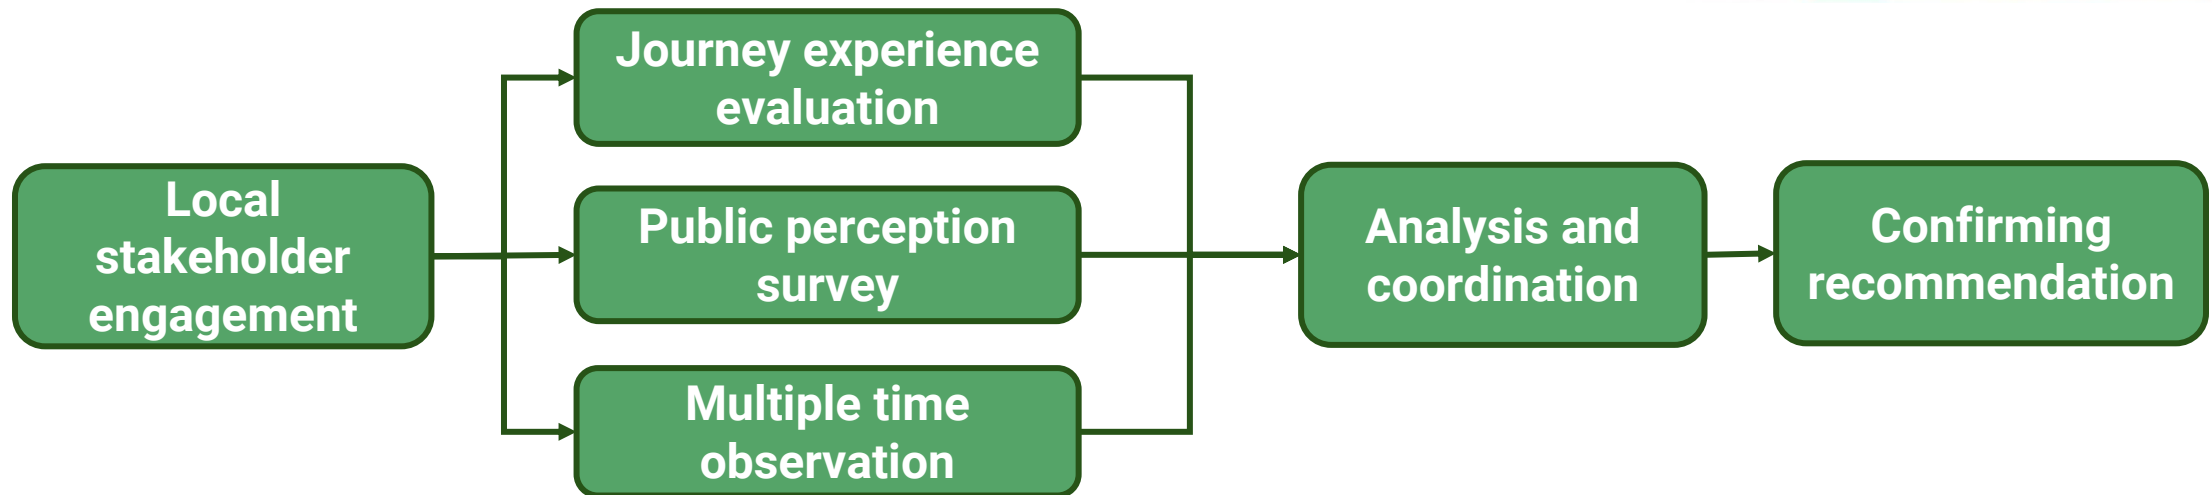 Local
stakeholder
engagement
Journey experience
evaluation
Public perception
survey
Multiple time
observation
Analysis and
coordination
Confirming
recommendation